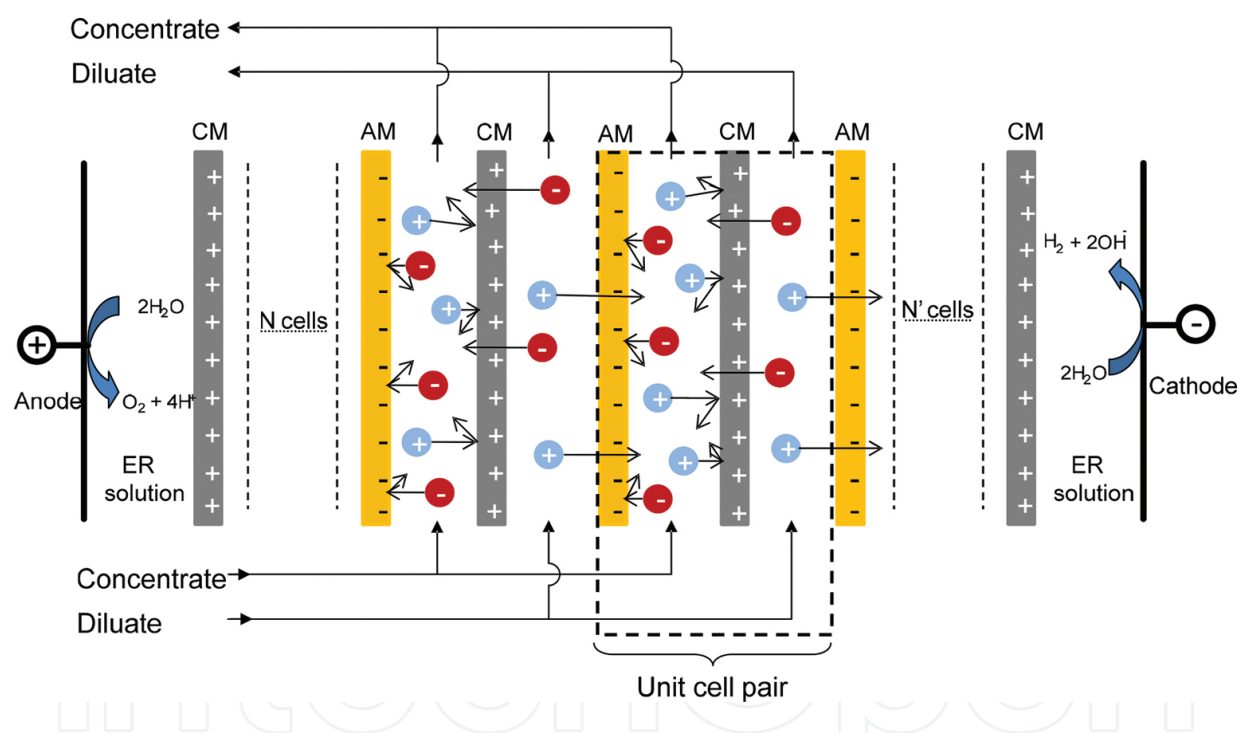 Concentrate
Diluate
CM
AM
CM
AM
CM
AM
CM
2H₂O
N cells
N' cells
H₂ + 2OH⁻
+
Anode
O₂ + 4H⁺
2H₂O
-
Cathode
ER
solution
ER
solution
Concentrate
Diluate
Unit cell pair